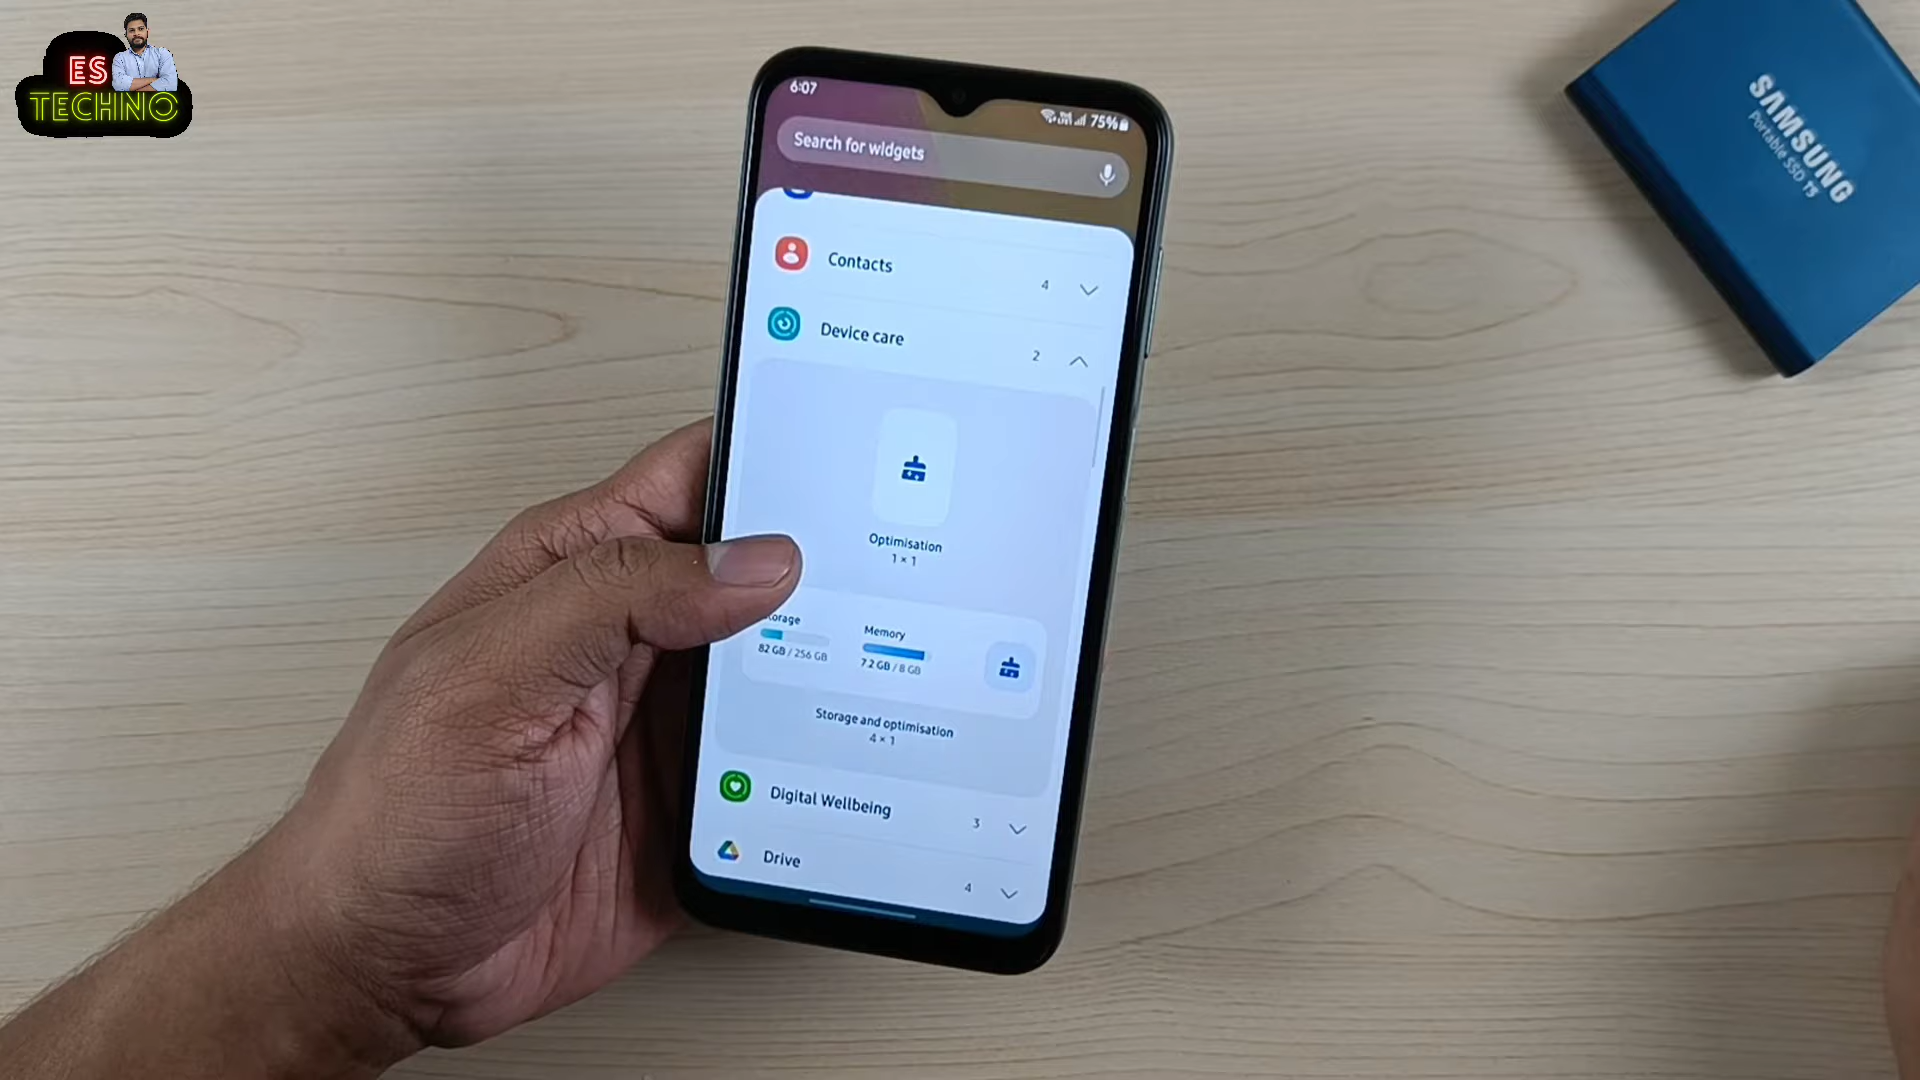 ES
TECHNO
6:07
75%
Search for widgets
Contacts
4
Device care
2
Optimisation
1 × 1
Storage
82 GB / 256 GB
Memory
7.2 GB / 8 GB
Storage and optimisation
4 × 1
Digital Wellbeing
3
Drive
4
SAMSUNG
Portable SSD T5